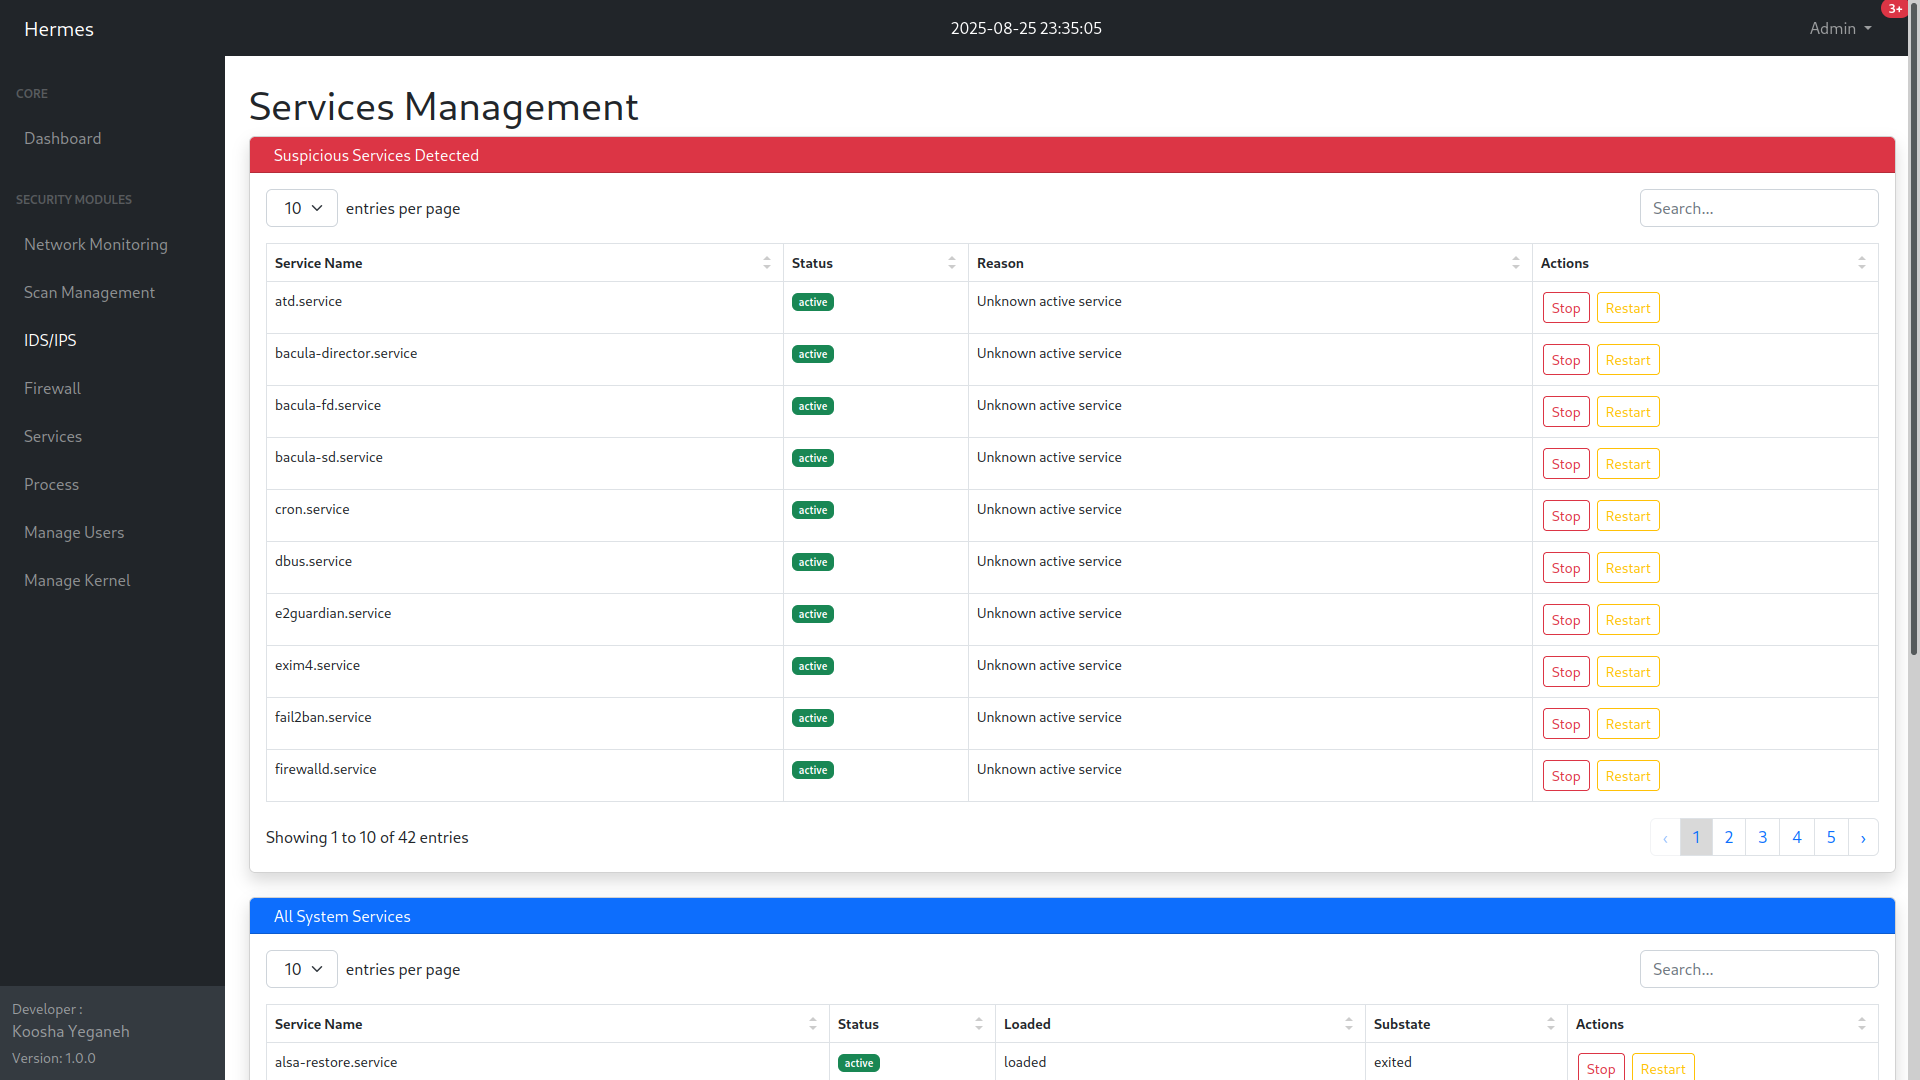 Hermes
2025-08-25 23:35:05
3+
Admin
CORE
Dashboard
SECURITY MODULES
Network Monitoring
Scan Management
IDS/IPS
Firewall
Services
Process
Manage Users
Manage Kernel
Developer :
Koosha Yeganeh
Version: 1.0.0
Services Management
Suspicious Services Detected
10 entries per page
Search...
Service Name Status Reason Actions
atd.service active Unknown active service Stop Restart
bacula-director.service active Unknown active service Stop Restart
bacula-fd.service active Unknown active service Stop Restart
bacula-sd.service active Unknown active service Stop Restart
cron.service active Unknown active service Stop Restart
dbus.service active Unknown active service Stop Restart
e2guardian.service active Unknown active service Stop Restart
exim4.service active Unknown active service Stop Restart
fail2ban.service active Unknown active service Stop Restart
firewalld.service active Unknown active service Stop Restart
Showing 1 to 10 of 42 entries
‹ 1 2 3 4 5 ›
All System Services
10 entries per page
Search...
Service Name Status Loaded Substate Actions
alsa-restore.service active loaded exited Stop Restart